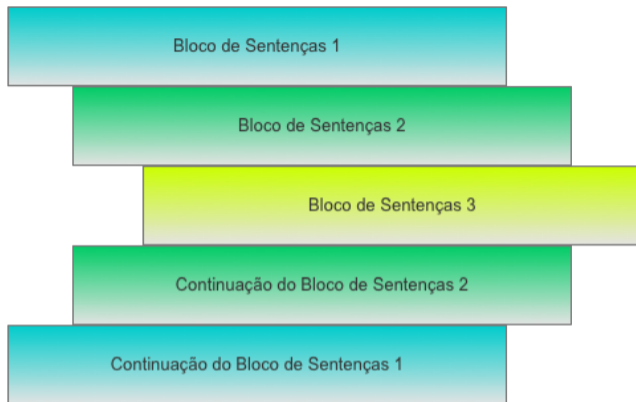 Bloco de Sentenças 1
Bloco de Sentenças 2
Bloco de Sentenças 3
Continuação do Bloco de Sentenças 2
Continuação do Bloco de Sentenças 1